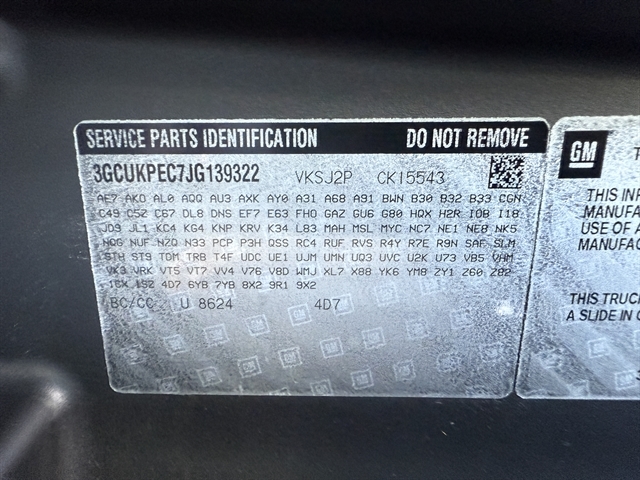 SERVICE PARTS IDENTIFICATION DO NOT REMOVE
3GCUKPEC7JG139322 VKSJ2P CK15543
AE7 AKO AL0 AQQ AU3 AXK AY0 A31 A68 A91 BWN B30 B32 B33 CGN
C49 C5Z C67 DL8 DNS EF7 E63 FHO GAZ GU6 G80 HQX H2R IOB I18
JD9 JL1 KC4 KG4 KNP KRV K34 L83 MAH MSL MYC NC7 NE1 NE8 NK5
NQG NUF NZQ N33 PCP P3H QSS RC4 RUF RVS R4Y R7E R9N SAF SLM
STH ST9 TDM TRB T4F UDC UE1 UJM UMN UQ3 UVC U2K U73 VB5 VHM
VK3 VRK VT5 VT7 VV4 V76 V8D WMJ XL7 X88 YK6 YM8 ZY1 Z60 Z82
1CK 1SZ 4D7 6YB 7YB 8X2 9R1 9X2
BC/CC U 8624 4D7
GM
THIS IN
MANUFA
USE OF A
MANUFA
THIS TRUC
A SLIDE IN C